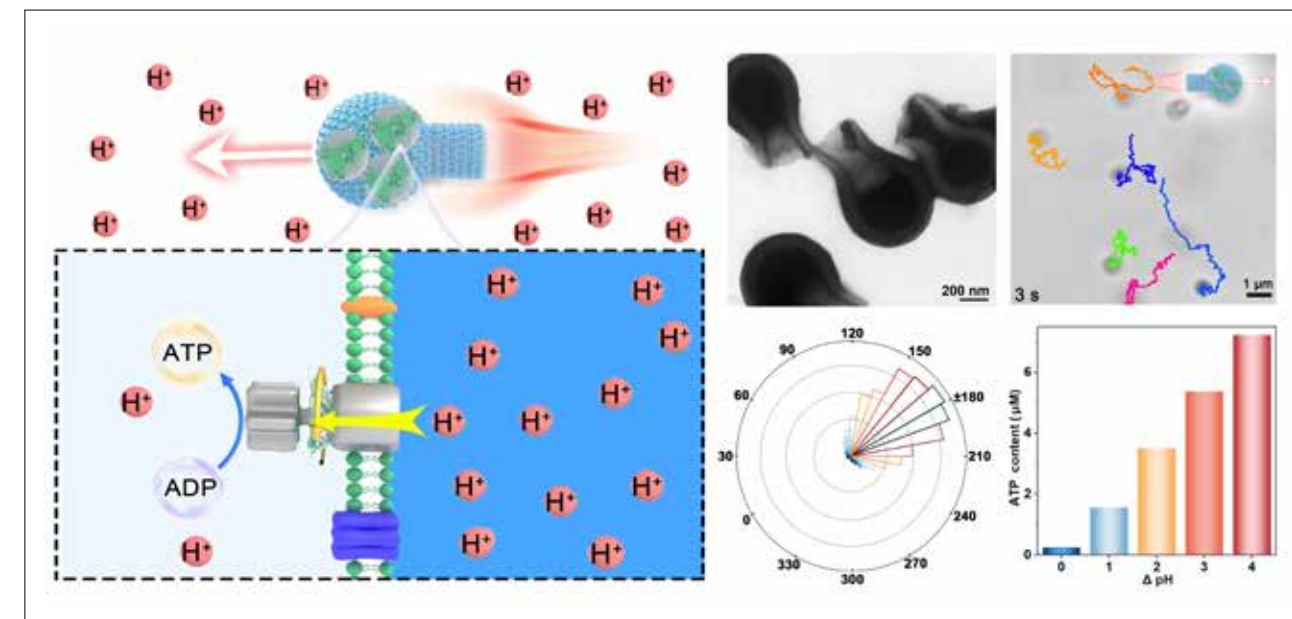 H⁺
H⁺
H⁺
H⁺
H⁺
H⁺
H⁺
H⁺
H⁺
H⁺
H⁺
H⁺
H⁺
H⁺
ATP
H⁺
ADP
H⁺
H⁺
H⁺
H⁺
H⁺
H⁺
H⁺
H⁺
H⁺
H⁺
H⁺
H⁺
H⁺
200 nm
3 s
1 µm
120
150
±180
210
240
270
300
330
0
30
60
90
ATP content (µM)
6
4
2
0
0 1 2 3 4
Δ pH